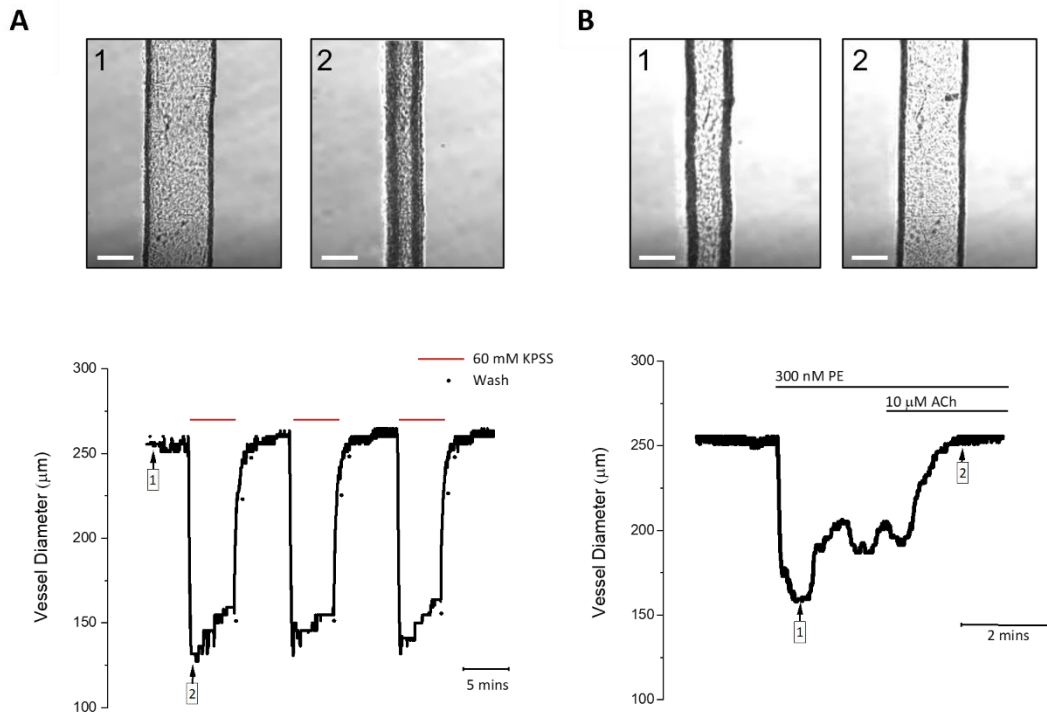 A
1
2
300
250
200
150
100
Vessel Diameter (μm)
60 mM KPSS
Wash
1
2
5 mins
B
1
2
300
250
200
150
100
Vessel Diameter (μm)
300 nM PE
10 μM ACh
1
2
2 mins